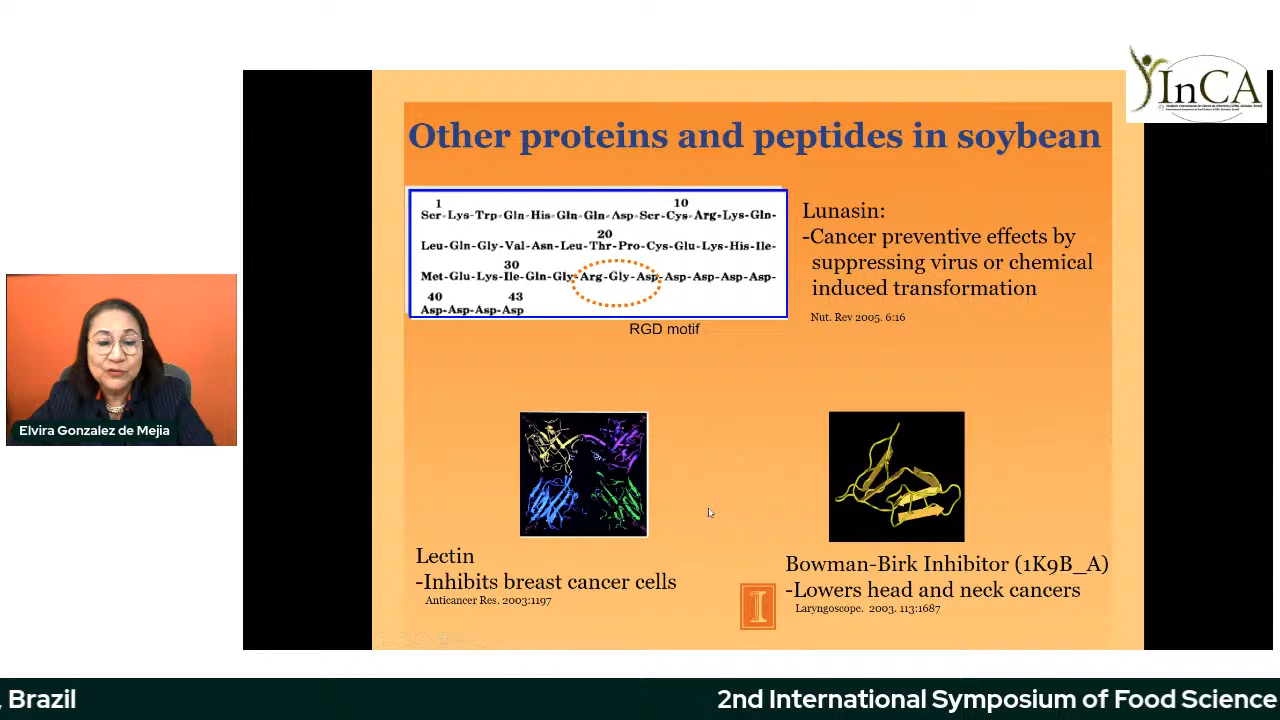 InCA
Other proteins and peptides in soybean
1 10
Ser-Lys-Trp-Gln-His-Gln-Gln-Asp-Ser-Cys-Arg-Lys-Gln-
20
Leu-Gln-Gly-Val-Asn-Leu-Thr-Pro-Cys-Glu-Lys-His-Ile-
30
Met-Glu-Lys-Ile-Gln-Gly-Arg-Gly-Asp-Asp-Asp-Asp-Asp-
40 43
Asp-Asp-Asp-Asp
RGD motif
Lunasin:
-Cancer preventive effects by
suppressing virus or chemical
induced transformation
Nut. Rev 2005. 6:16
Elvira Gonzalez de Mejia
Lectin
-Inhibits breast cancer cells
Anticancer Res. 2003:1197
Bowman-Birk Inhibitor (1K9B_A)
-Lowers head and neck cancers
Laryngoscope. 2003. 113:1687
I
, Brazil
2nd International Symposium of Food Science